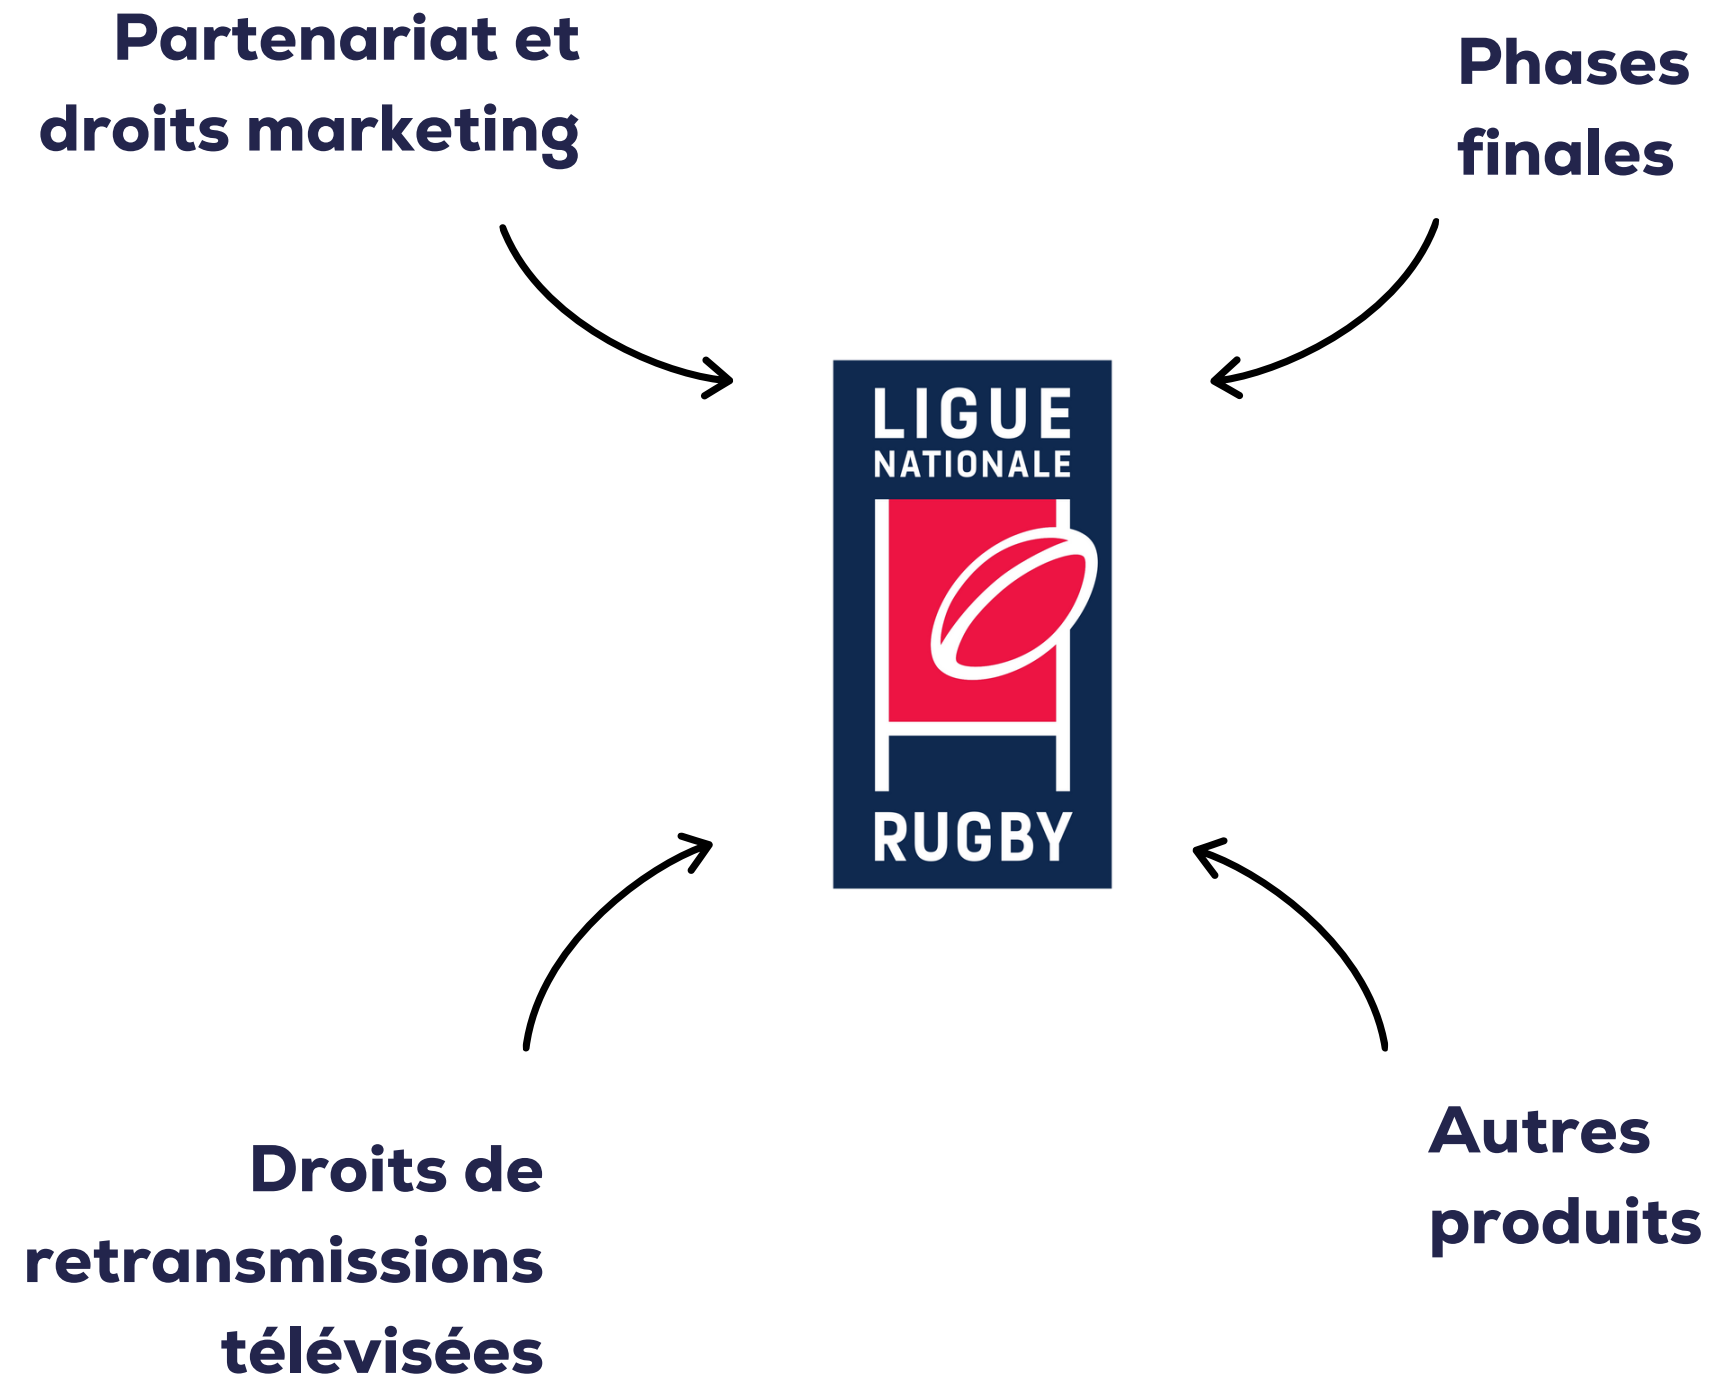 Partenariat et
droits marketing
Phases
finales
LIGUE
NATIONALE
RUGBY
Droits de
retransmissions
télévisées
Autres
produits